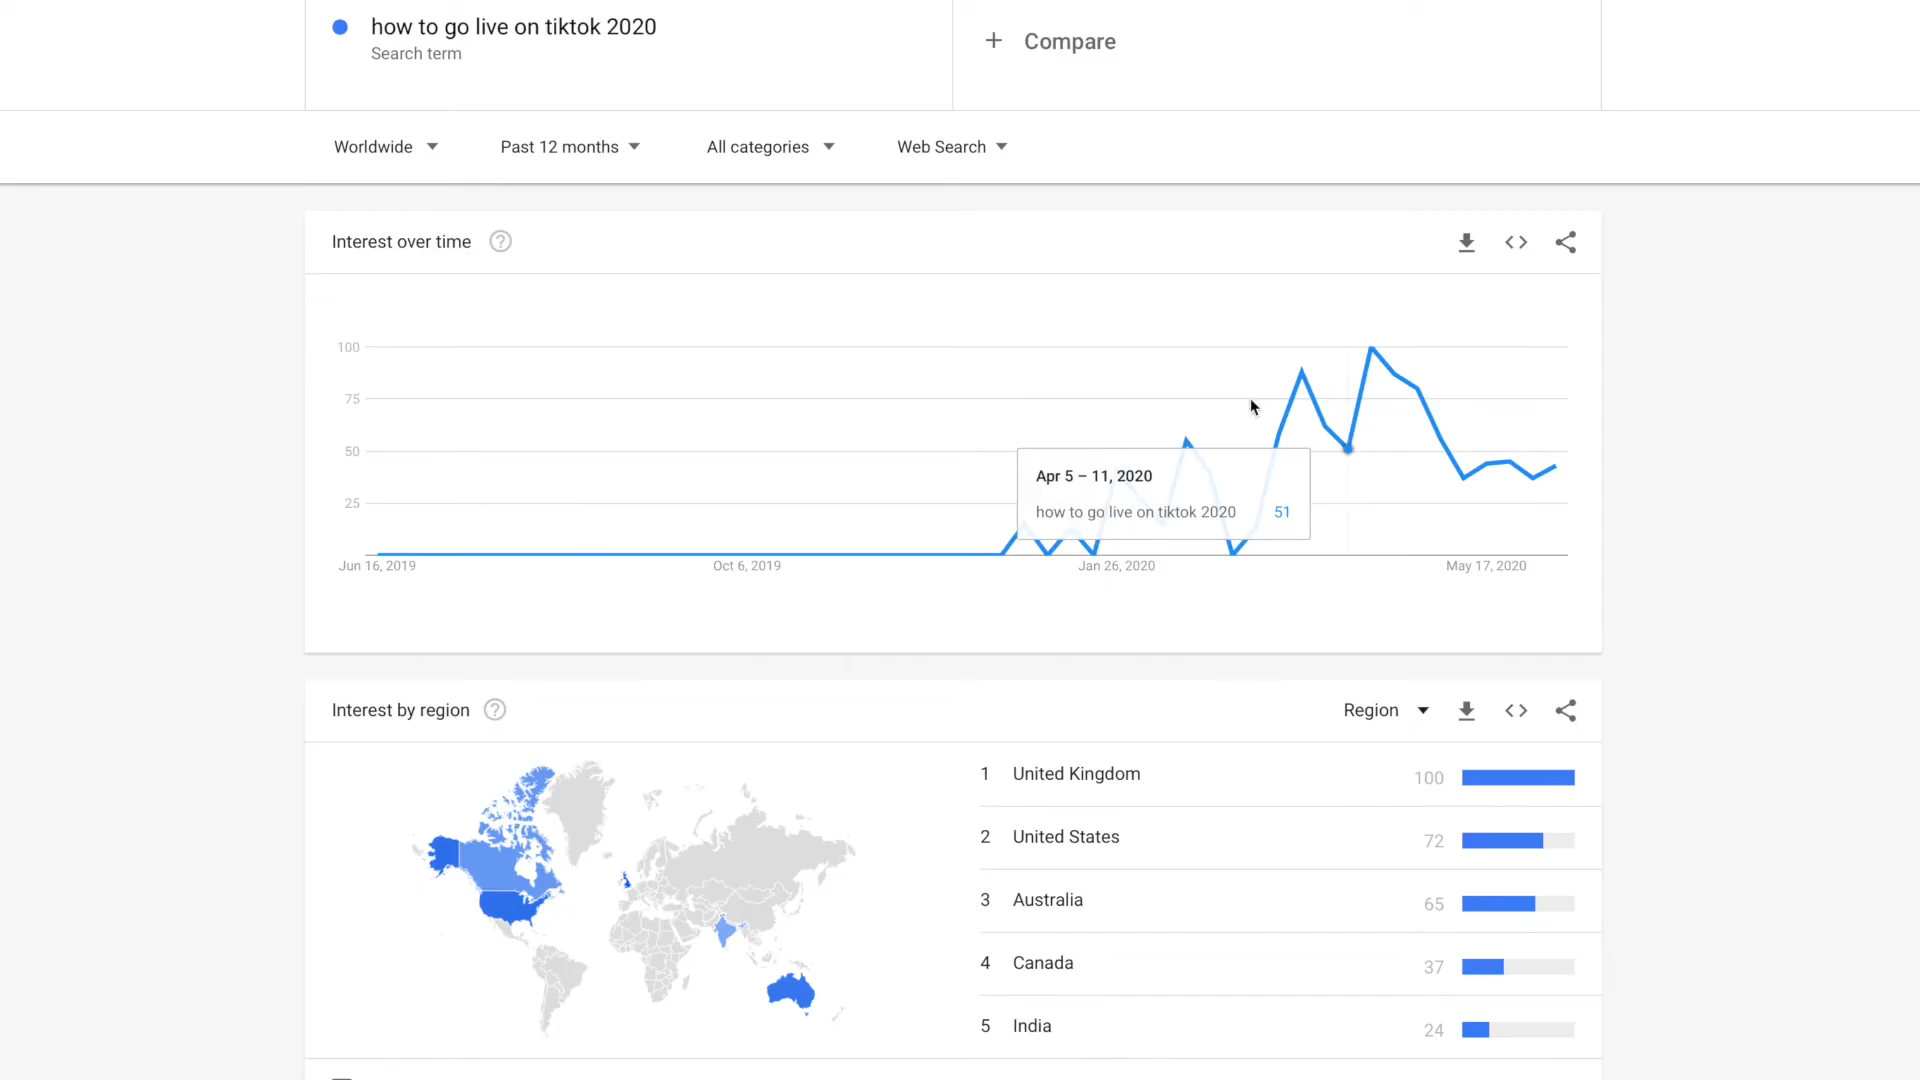 how to go live on tiktok 2020
Search term
+ Compare
Worldwide
Past 12 months
All categories
Web Search
Interest over time ?
100
75
50
25
Apr 5 – 11, 2020
how to go live on tiktok 2020 51
Jun 16, 2019
Oct 6, 2019
Jan 26, 2020
May 17, 2020
Interest by region ?
Region
1 United Kingdom 100
2 United States 72
3 Australia 65
4 Canada 37
5 India 24